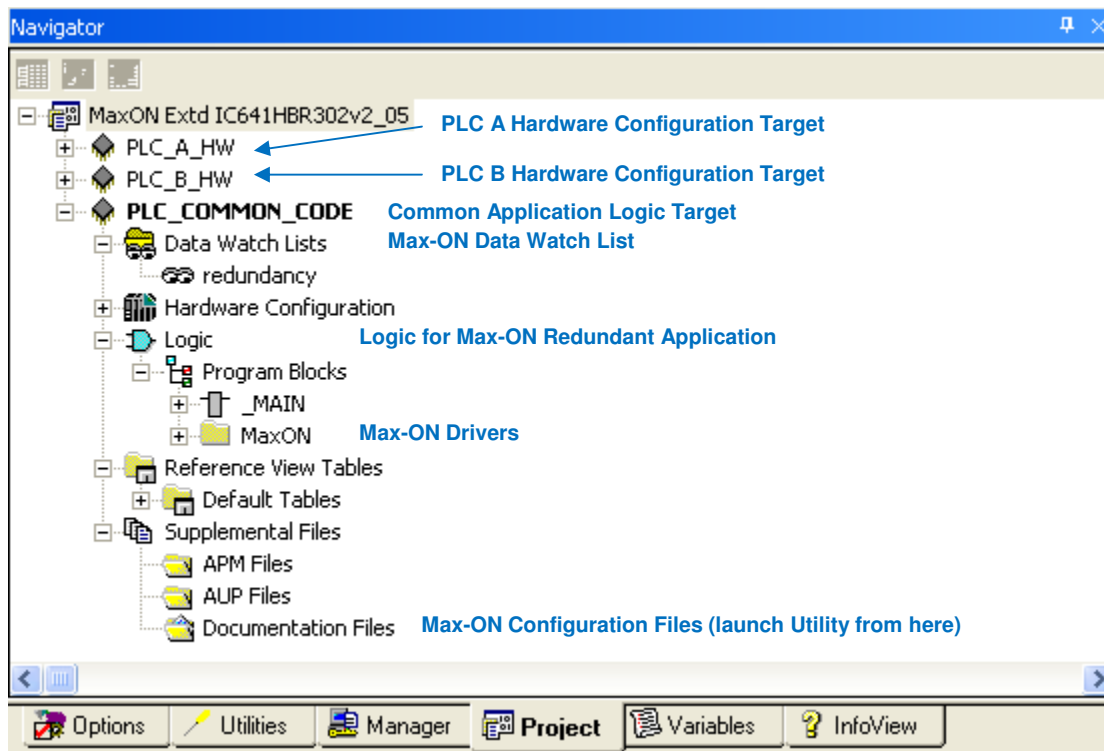 Navigator
MaxON Extd IC641HBR302v2_05
PLC A Hardware Configuration Target
PLC_A_HW
PLC_B_HW
PLC B Hardware Configuration Target
PLC_COMMON_CODE
Common Application Logic Target
Data Watch Lists
Max-ON Data Watch List
redundancy
Hardware Configuration
Logic
Logic for Max-ON Redundant Application
Program Blocks
_MAIN
MaxON
Max-ON Drivers
Reference View Tables
Default Tables
Supplemental Files
APM Files
AUP Files
Documentation Files
Max-ON Configuration Files (launch Utility from here)
Options
Utilities
Manager
Project
Variables
InfoView